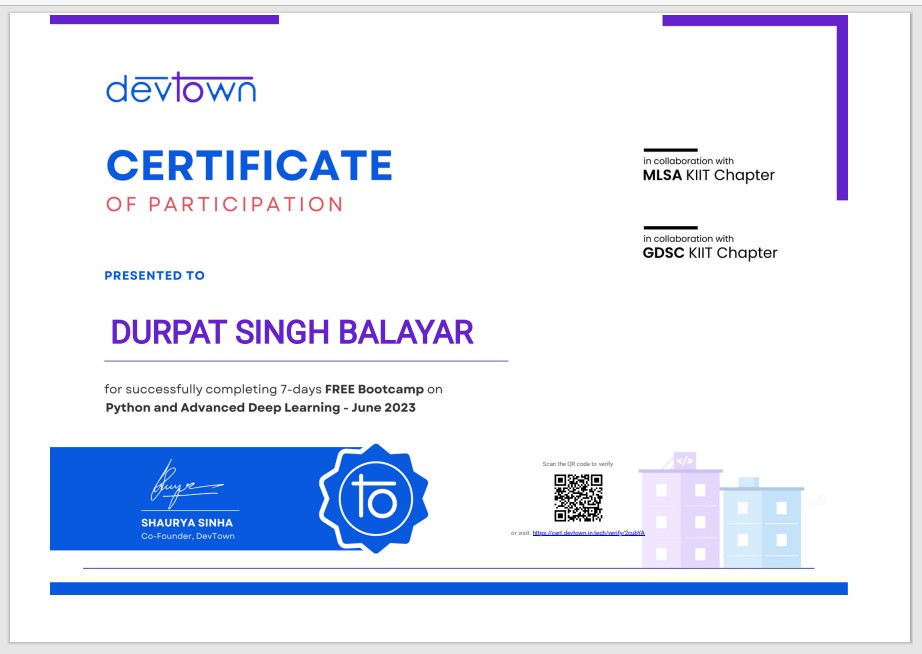 devtown
CERTIFICATE
OF PARTICIPATION
in collaboration with
MLSA KIIT Chapter
in collaboration with
GDSC KIIT Chapter
PRESENTED TO
DURPAT SINGH BALAYAR
for successfully completing 7-days FREE Bootcamp on
Python and Advanced Deep Learning - June 2023
SHAURYA SINHA
Co-Founder, DevTown
to
Scan the QR code to verify
or visit: https://cert.devtown.in.tech/verify/2cubYA
</>